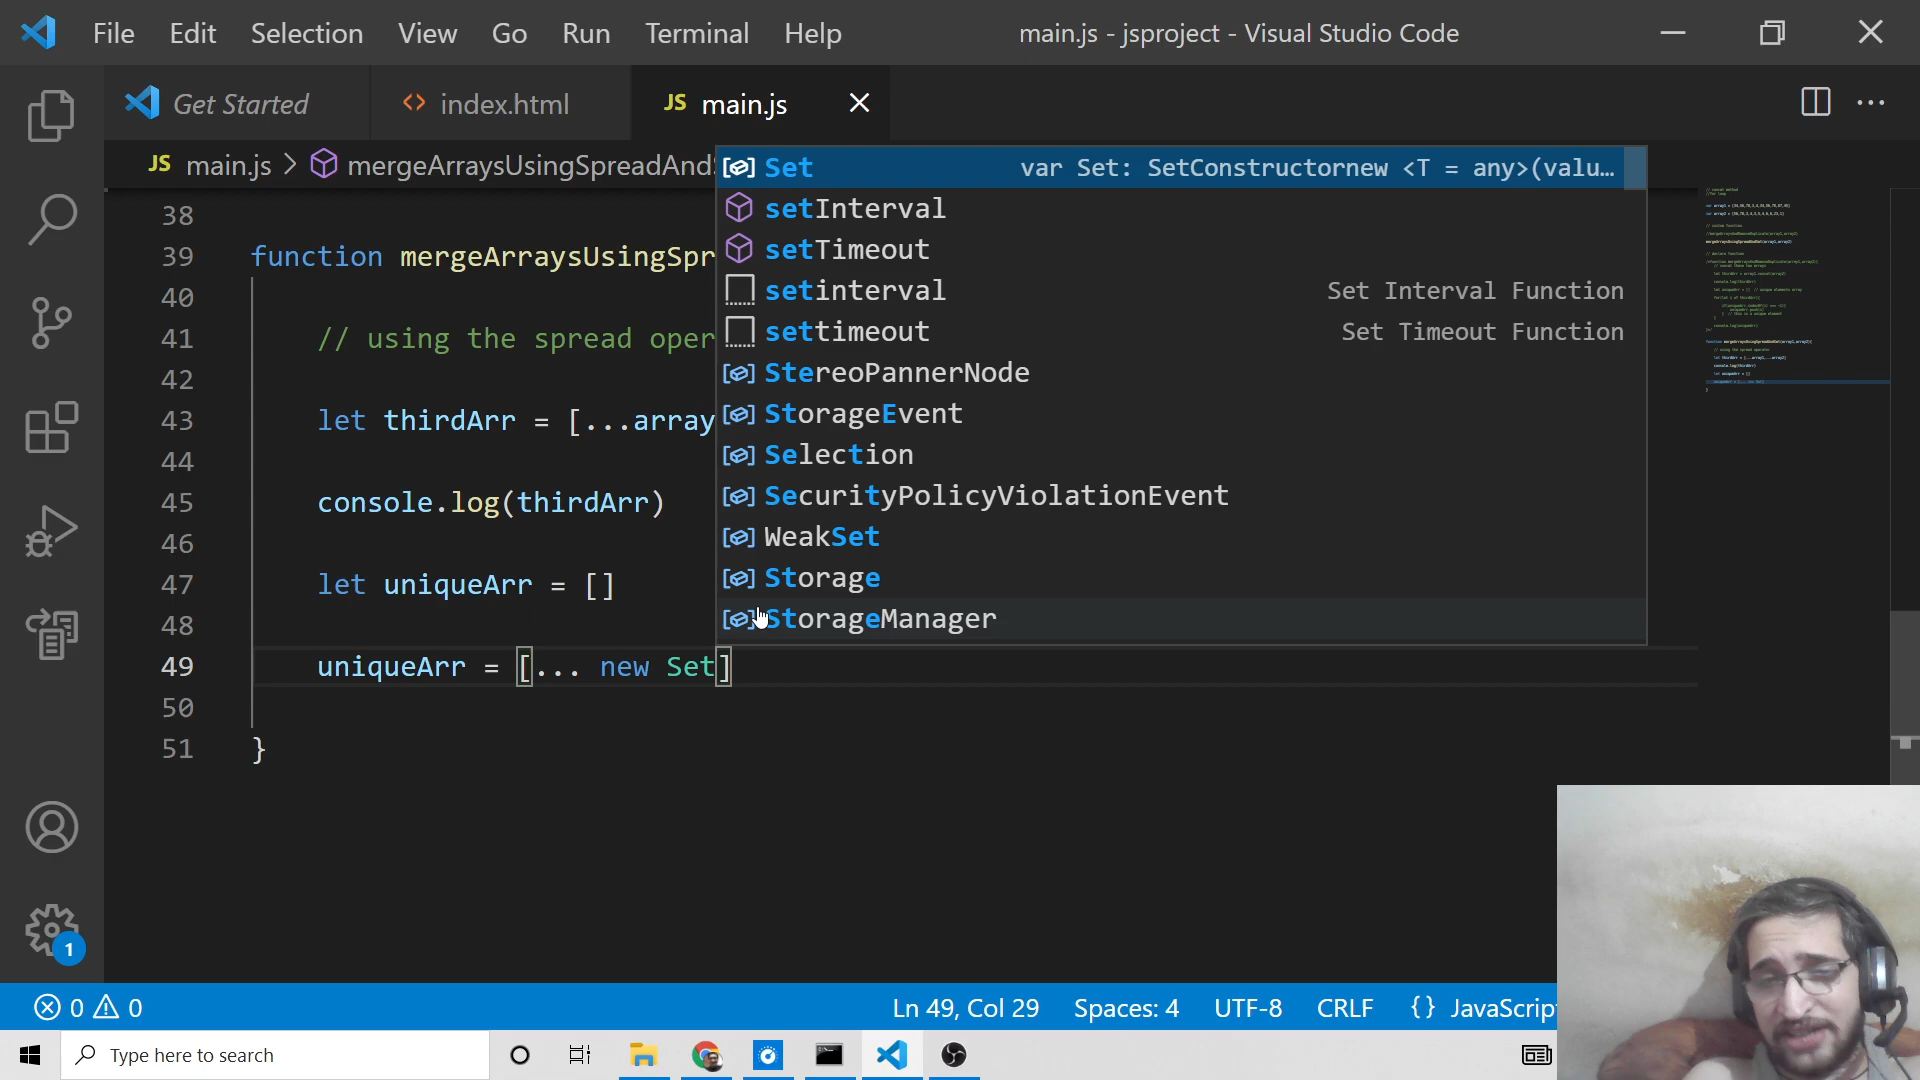 File Edit Selection View Go Run Terminal Help main.js - jsproject - Visual Studio Code
Get Started index.html JS main.js
JS main.js > mergeArraysUsingSpreadAnd
Set var Set: SetConstructornew <T = any>(valu...
setInterval
setTimeout
setinterval Set Interval Function
settimeout Set Timeout Function
StereoPannerNode
StorageEvent
Selection
SecurityPolicyViolationEvent
WeakSet
Storage
StorageManager
38
39 function mergeArraysUsingSpr
40
41 // using the spread oper
42
43 let thirdArr = [...array
44
45 console.log(thirdArr)
46
47 let uniqueArr = []
48
49 uniqueArr = [... new Set]
50
51 }
1
0 0 Ln 49, Col 29 Spaces: 4 UTF-8 CRLF {} JavaScrip
Type here to search